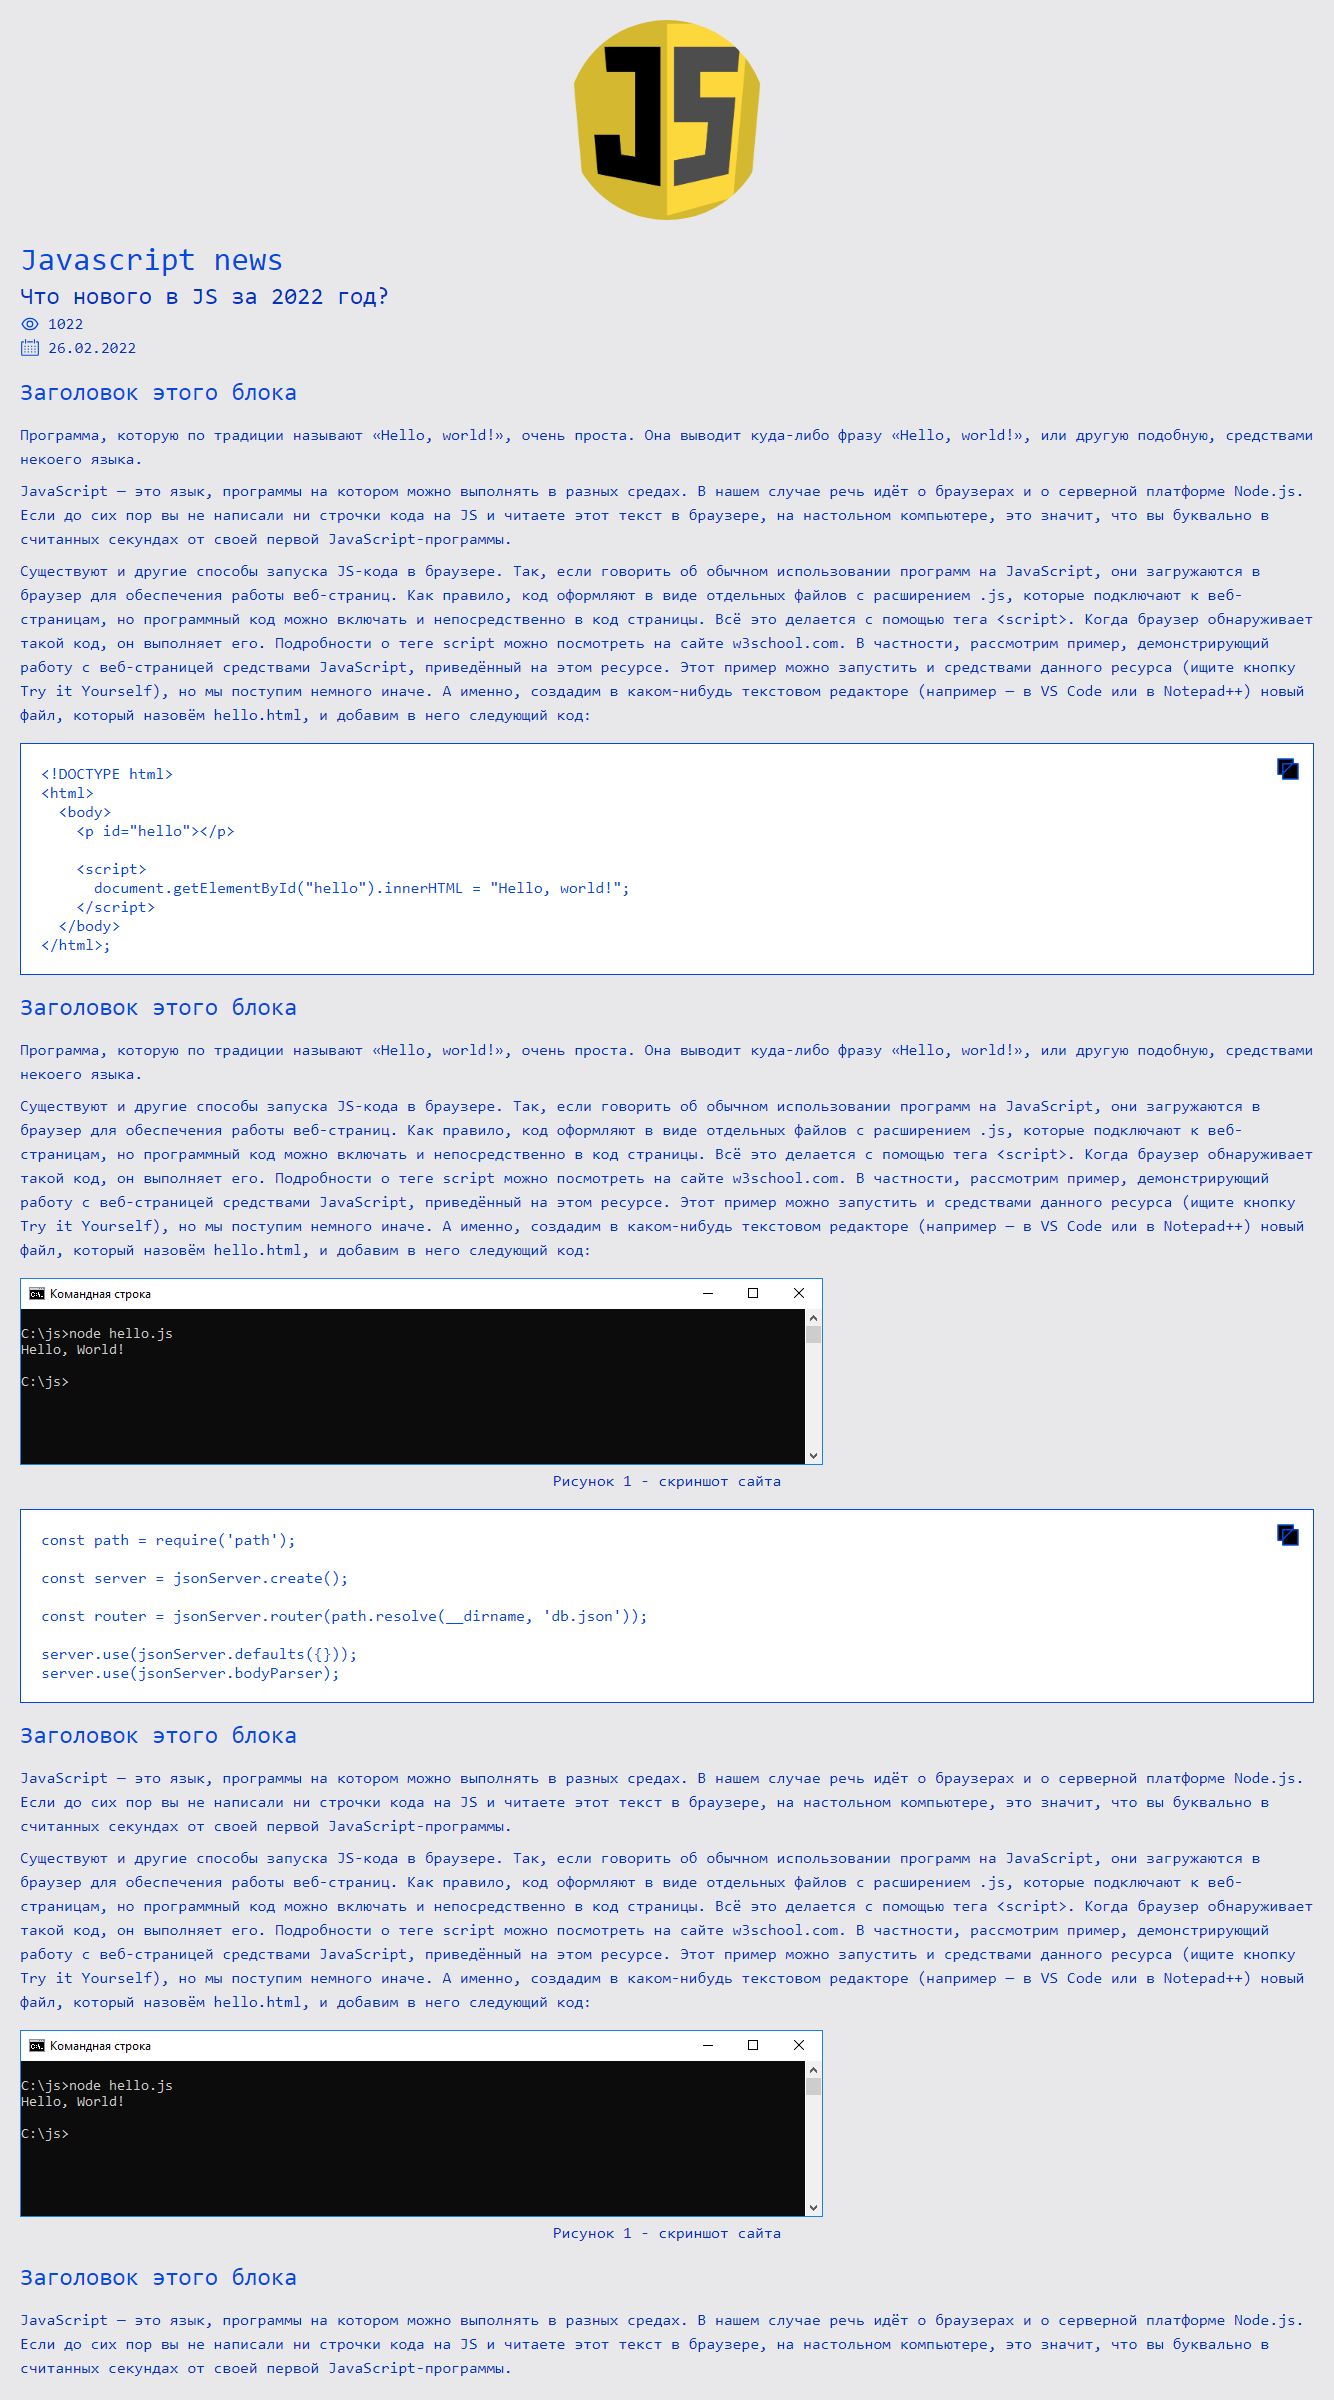 JS
Javascript news
Что нового в JS за 2022 год?
1022
26.02.2022
Заголовок этого блока
Программа, которую по традиции называют «Hello, world!», очень проста. Она выводит куда-либо фразу «Hello, world!», или другую подобную, средствами
некоего языка.
JavaScript — это язык, программы на котором можно выполнять в разных средах. В нашем случае речь идёт о браузерах и о серверной платформе Node.js.
Если до сих пор вы не написали ни строчки кода на JS и читаете этот текст в браузере, на настольном компьютере, это значит, что вы буквально в
считанных секундах от своей первой JavaScript-программы.
Существуют и другие способы запуска JS-кода в браузере. Так, если говорить об обычном использовании программ на JavaScript, они загружаются в
браузер для обеспечения работы веб-страниц. Как правило, код оформляют в виде отдельных файлов с расширением .js, которые подключают к веб-
страницам, но программный код можно включать и непосредственно в код страницы. Всё это делается с помощью тега <script>. Когда браузер обнаруживает
такой код, он выполняет его. Подробности о теге script можно посмотреть на сайте w3school.com. В частности, рассмотрим пример, демонстрирующий
работу с веб-страницей средствами JavaScript, приведённый на этом ресурсе. Этот пример можно запустить и средствами данного ресурса (ищите кнопку
Try it Yourself), но мы поступим немного иначе. А именно, создадим в каком-нибудь текстовом редакторе (например — в VS Code или в Notepad++) новый
файл, который назовём hello.html, и добавим в него следующий код:
<!DOCTYPE html>
<html>
  <body>
    <p id="hello"></p>

    <script>
      document.getElementById("hello").innerHTML = "Hello, world!";
    </script>
  </body>
</html>;
Заголовок этого блока
Программа, которую по традиции называют «Hello, world!», очень проста. Она выводит куда-либо фразу «Hello, world!», или другую подобную, средствами
некоего языка.
Существуют и другие способы запуска JS-кода в браузере. Так, если говорить об обычном использовании программ на JavaScript, они загружаются в
браузер для обеспечения работы веб-страниц. Как правило, код оформляют в виде отдельных файлов с расширением .js, которые подключают к веб-
страницам, но программный код можно включать и непосредственно в код страницы. Всё это делается с помощью тега <script>. Когда браузер обнаруживает
такой код, он выполняет его. Подробности о теге script можно посмотреть на сайте w3school.com. В частности, рассмотрим пример, демонстрирующий
работу с веб-страницей средствами JavaScript, приведённый на этом ресурсе. Этот пример можно запустить и средствами данного ресурса (ищите кнопку
Try it Yourself), но мы поступим немного иначе. А именно, создадим в каком-нибудь текстовом редакторе (например — в VS Code или в Notepad++) новый
файл, который назовём hello.html, и добавим в него следующий код:
C:\. Командная строка
C:\js>node hello.js
Hello, World!
C:\js>
Рисунок 1 - скриншот сайта
const path = require('path');

const server = jsonServer.create();

const router = jsonServer.router(path.resolve(__dirname, 'db.json'));

server.use(jsonServer.defaults({}));
server.use(jsonServer.bodyParser);
Заголовок этого блока
JavaScript — это язык, программы на котором можно выполнять в разных средах. В нашем случае речь идёт о браузерах и о серверной платформе Node.js.
Если до сих пор вы не написали ни строчки кода на JS и читаете этот текст в браузере, на настольном компьютере, это значит, что вы буквально в
считанных секундах от своей первой JavaScript-программы.
Существуют и другие способы запуска JS-кода в браузере. Так, если говорить об обычном использовании программ на JavaScript, они загружаются в
браузер для обеспечения работы веб-страниц. Как правило, код оформляют в виде отдельных файлов с расширением .js, которые подключают к веб-
страницам, но программный код можно включать и непосредственно в код страницы. Всё это делается с помощью тега <script>. Когда браузер обнаруживает
такой код, он выполняет его. Подробности о теге script можно посмотреть на сайте w3school.com. В частности, рассмотрим пример, демонстрирующий
работу с веб-страницей средствами JavaScript, приведённый на этом ресурсе. Этот пример можно запустить и средствами данного ресурса (ищите кнопку
Try it Yourself), но мы поступим немного иначе. А именно, создадим в каком-нибудь текстовом редакторе (например — в VS Code или в Notepad++) новый
файл, который назовём hello.html, и добавим в него следующий код:
C:\. Командная строка
C:\js>node hello.js
Hello, World!
C:\js>
Рисунок 1 - скриншот сайта
Заголовок этого блока
JavaScript — это язык, программы на котором можно выполнять в разных средах. В нашем случае речь идёт о браузерах и о серверной платформе Node.js.
Если до сих пор вы не написали ни строчки кода на JS и читаете этот текст в браузере, на настольном компьютере, это значит, что вы буквально в
считанных секундах от своей первой JavaScript-программы.